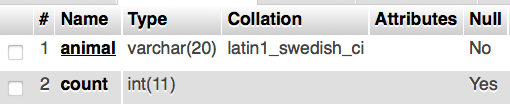 # Name Type Collation Attributes Null
1 animal varchar(20) latin1_swedish_ci No
2 count int(11) Yes